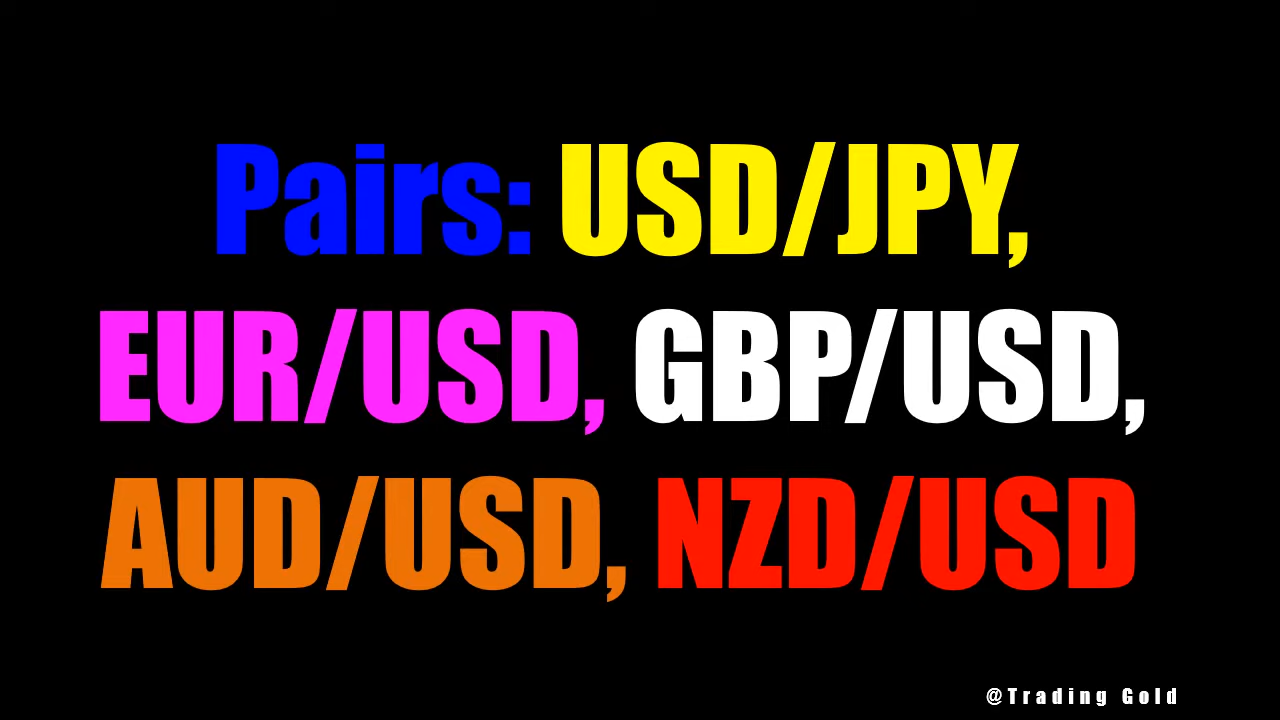 Pairs: USD/JPY,
EUR/USD, GBP/USD,
AUD/USD, NZD/USD
@Trading Gold